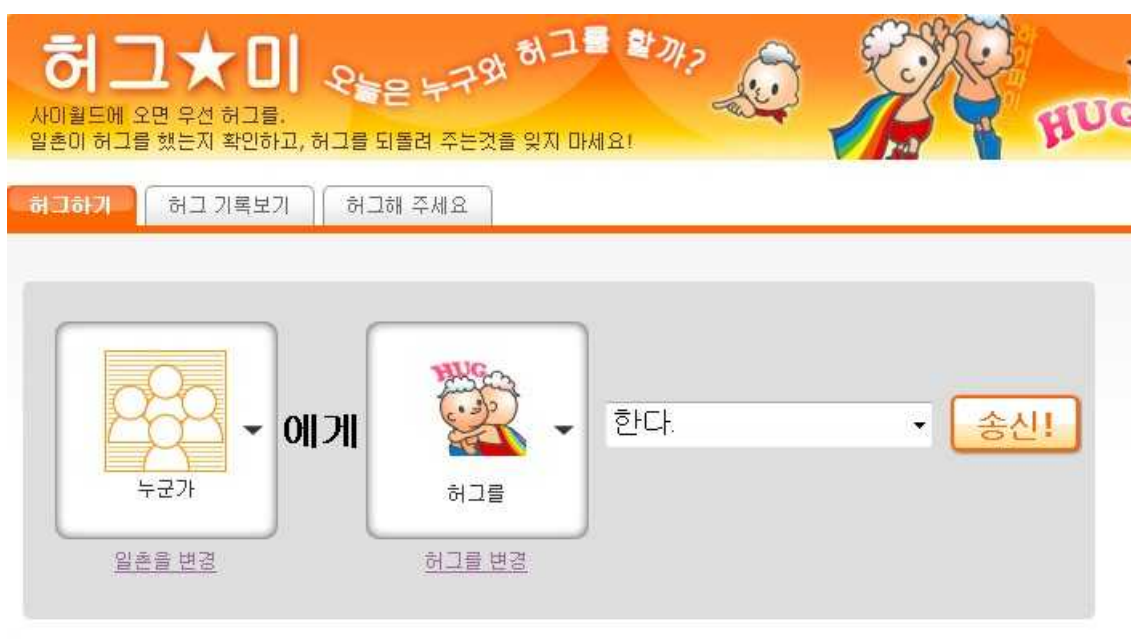 허그★미
오늘은 누구와 허그를 할까?
사이월드에 오면 우선 허그를.
일촌이 허그를 했는지 확인하고, 허그를 되돌려 주는것을 잊지 마세요!
HUG
허그하기
허그 기록보기
허그해 주세요
누군가
에게
HUG
허그를
한다.
송신!
일촌을 변경
허그를 변경